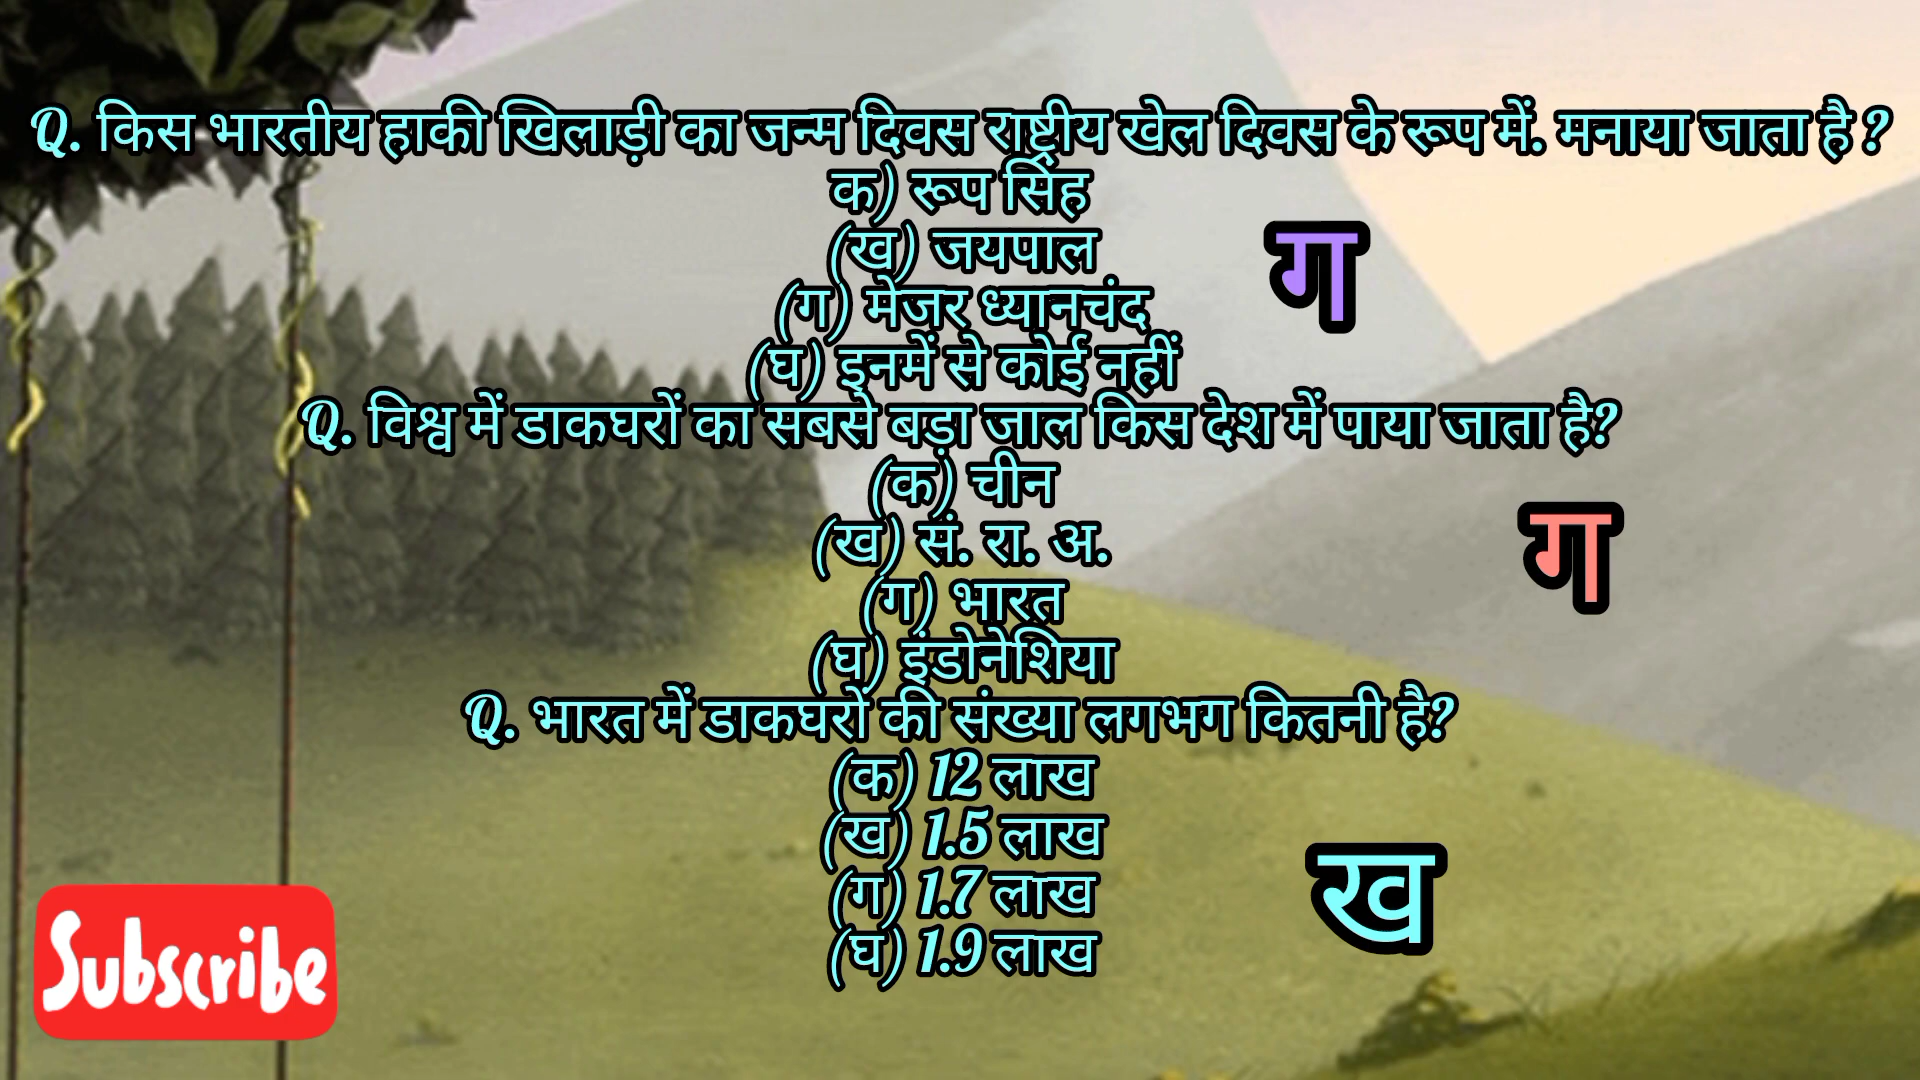 Q. किस भारतीय हाकी खिलाड़ी का जन्म दिवस राष्ट्रीय खेल दिवस के रूप में. मनाया जाता है ?
क) रूप सिंह
(ख) जयपाल
(ग) मेजर ध्यानचंद
ग
(घ) इनमें से कोई नहीं
Q. विश्व में डाकघरों का सबसे बड़ा जाल किस देश में पाया जाता है?
(क) चीन
(ख) सं. रा. अ.
(ग) भारत
ग
(घ) इंडोनेशिया
Q. भारत में डाकघरों की संख्या लगभग कितनी है?
(क) 12 लाख
(ख) 1.5 लाख
(ग) 1.7 लाख
ख
(घ) 1.9 लाख
Subscribe